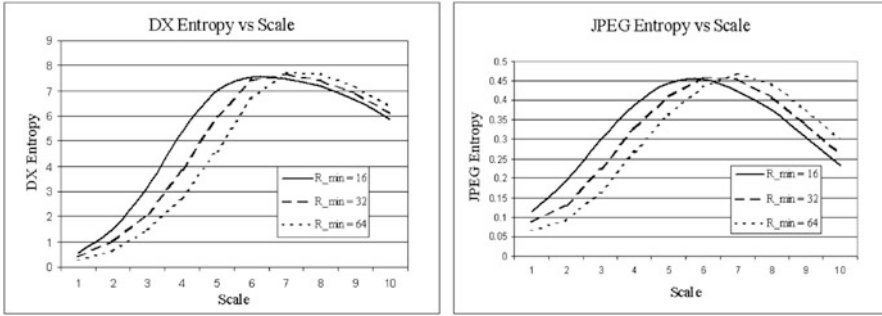 DX Entropy vs Scale
9
8
7
6
5
4
3
2
1
0
DX Entropy
R_min = 16
R_min = 32
R_min = 64
1 2 3 4 5 6 7 8 9 10
Scale
JPEG Entropy vs Scale
0.5
0.45
0.4
0.35
0.3
0.25
0.2
0.15
0.1
0.05
0
JPEG Entropy
R_min = 16
R_min = 32
R_min = 64
1 2 3 4 5 6 7 8 9 10
Scale